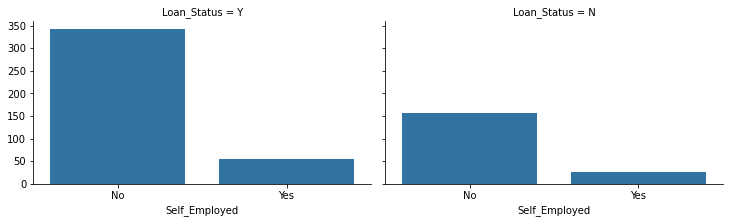 Loan_Status = Y
Loan_Status = N
350
300
250
200
150
100
50
0
No
Yes
No
Yes
Self_Employed
Self_Employed